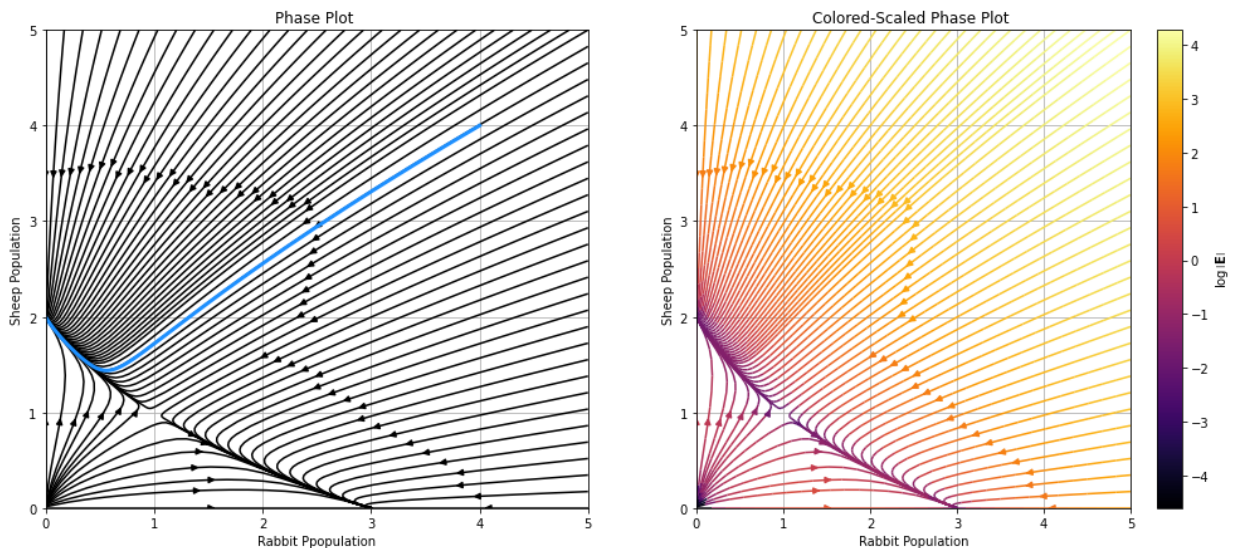 Phase Plot
5
4
3
2
1
0
Sheep Population
0 1 2 3 4 5
Rabbit Ppopulation
Colored-Scaled Phase Plot
5
4
3
2
1
0
Sheep Population
0 1 2 3 4 5
Rabbit Population
4
3
2
1
0
−1
−2
−3
−4
log |E|